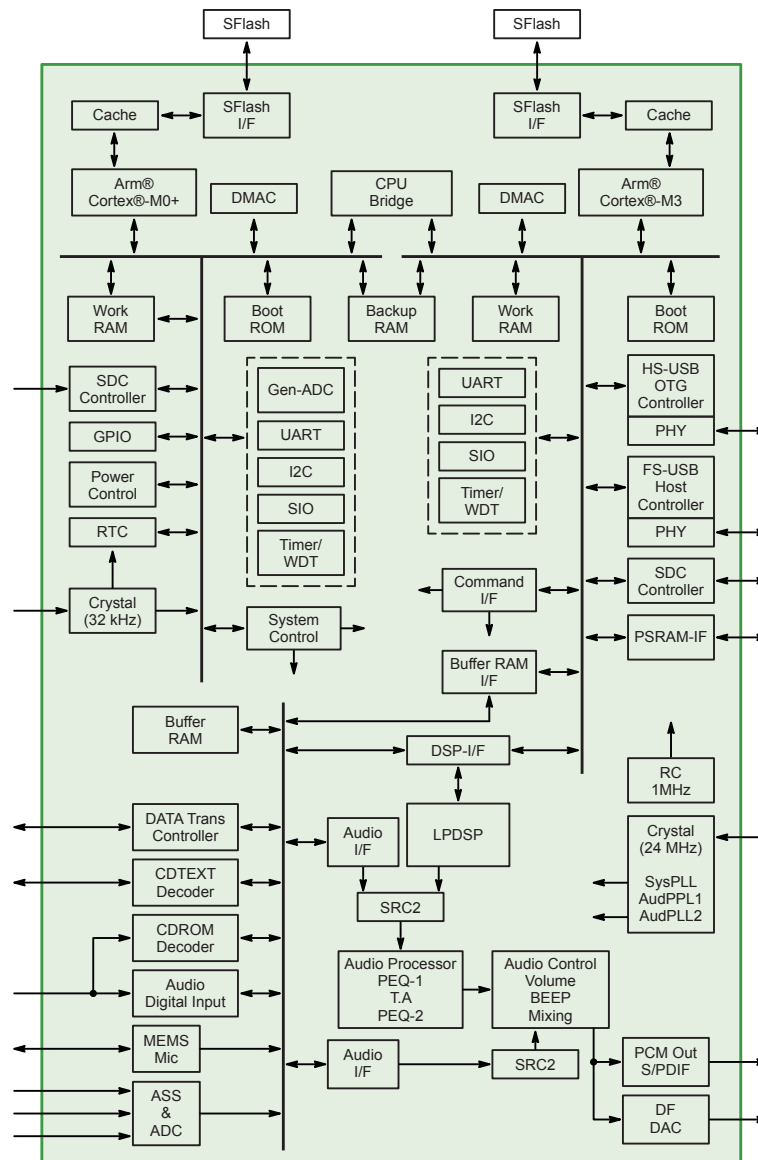 SFlash
SFlash
Cache
SFlash
I/F
SFlash
I/F
Cache
Arm®
Cortex®-M0+
DMAC
CPU
Bridge
DMAC
Arm®
Cortex®-M3
Work
RAM
Boot
ROM
Backup
RAM
Work
RAM
Boot
ROM
SDC
Controller
GPIO
Power
Control
RTC
Crystal
(32 kHz)
Gen-ADC
UART
I2C
SIO
Timer/
WDT
System
Control
UART
I2C
SIO
Timer/
WDT
Command
I/F
Buffer RAM
I/F
HS-USB
OTG
Controller
PHY
FS-USB
Host
Controller
PHY
SDC
Controller
PSRAM-IF
Buffer
RAM
DSP-I/F
RC
1MHz
DATA Trans
Controller
Audio
I/F
LPDSP
Crystal
(24 MHz)
SysPLL
AudPPL1
AudPLL2
CDTEXT
Decoder
SRC2
CDROM
Decoder
Audio
Digital Input
Audio Processor
PEQ-1
T.A
PEQ-2
Audio Control
Volume
BEEP
Mixing
MEMS
Mic
Audio
I/F
SRC2
PCM Out
S/PDIF
ASS
&
ADC
DF
DAC